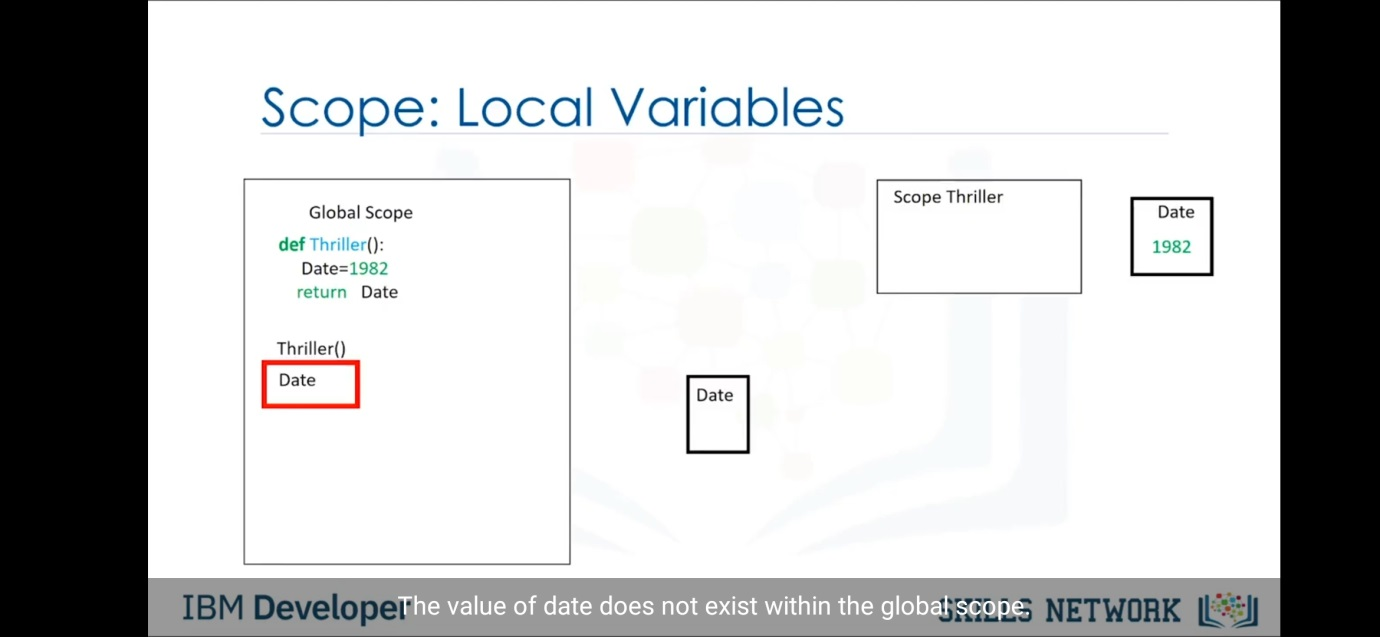 Scope: Local Variables
Global Scope
def Thriller():
Date=1982
return Date
Thriller()
Date
Date
Scope Thriller
Date
1982
IBM Developer
The value of date does not exist within the global scope.
SKILLS NETWORK